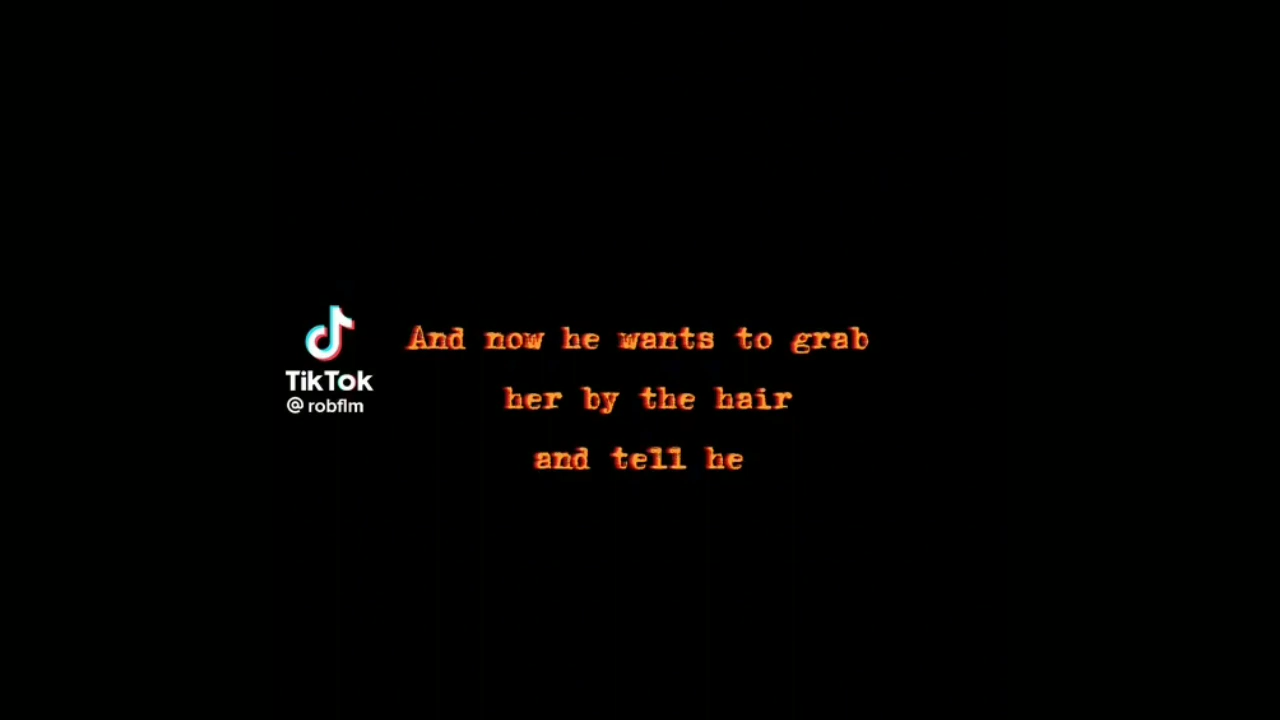 And now he wants to grab
her by the hair
and tell he
TikTok
@ robflm